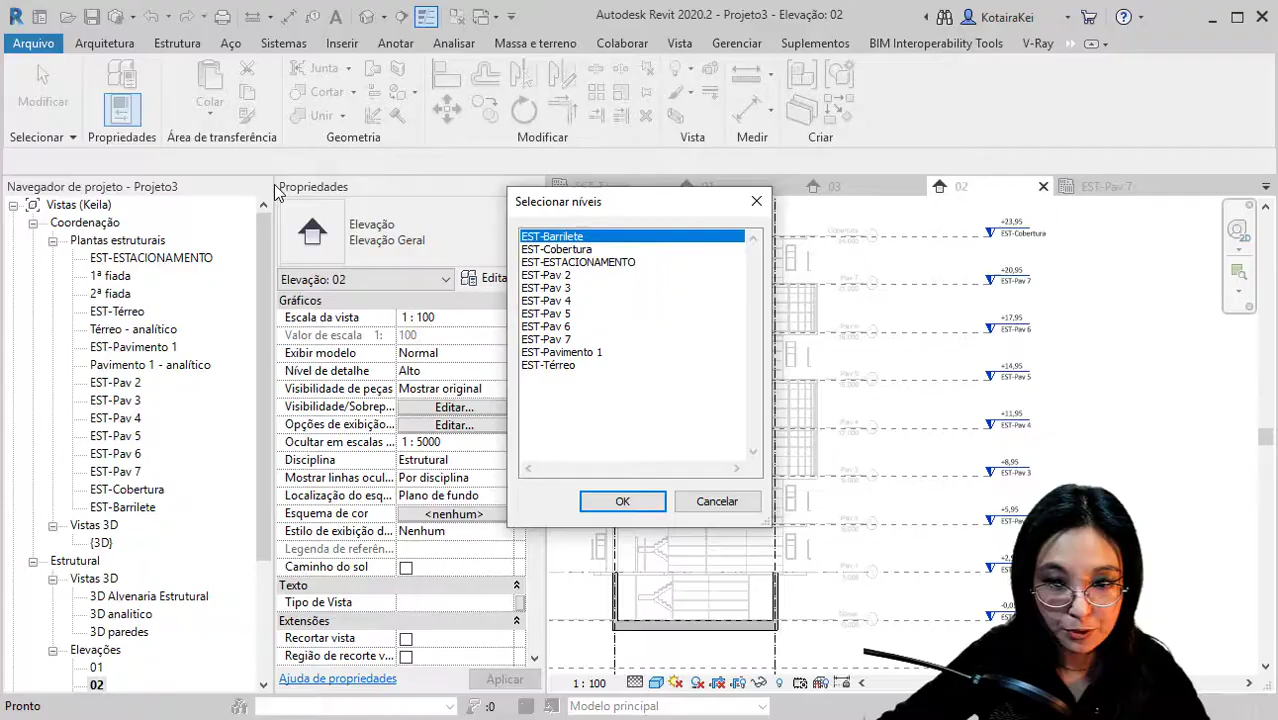 Autodesk Revit 2020.2 - Projeto3 - Elevação: 02
KotairaKei
Arquivo Arquitetura Estrutura Aço Sistemas Inserir Anotar Analisar Massa e terreno Colaborar Vista Gerenciar Suplementos BIM Interoperability Tools V-Ray
Modificar
Colar
Junta
Cortar
Unir
Selecionar Propriedades Área de transferência Geometria Modificar Vista Medir Criar
Navegador de projeto - Projeto3
Vistas (Keila)
Coordenação
Plantas estruturais
EST-ESTACIONAMENTO
1ª fiada
2ª fiada
EST-Térreo
Térreo - analítico
EST-Pavimento 1
Pavimento 1 - analítico
EST-Pav 2
EST-Pav 3
EST-Pav 4
EST-Pav 5
EST-Pav 6
EST-Pav 7
EST-Cobertura
EST-Barrilete
Vistas 3D
{3D}
Estrutural
Vistas 3D
3D Alvenaria Estrutural
3D analitico
3D paredes
Elevações
01
02
Propriedades
Elevação
Elevação Geral
Elevação: 02
Edita
Gráficos
Escala da vista 1 : 100
Valor de escala 1: 100
Exibir modelo Normal
Nível de detalhe Alto
Visibilidade de peças Mostrar original
Visibilidade/Sobrep... Editar...
Opções de exibição... Editar...
Ocultar em escalas ... 1 : 5000
Disciplina Estrutural
Mostrar linhas ocul... Por disciplina
Localização do esq... Plano de fundo
Esquema de cor <nenhum>
Estilo de exibição d... Nenhum
Legenda de referên...
Caminho do sol
Texto
Tipo de Vista
Extensões
Recortar vista
Região de recorte v...
Ajuda de propriedades
Aplicar
Selecionar níveis
EST-Barrilete
EST-Cobertura
EST-ESTACIONAMENTO
EST-Pav 2
EST-Pav 3
EST-Pav 4
EST-Pav 5
EST-Pav 6
EST-Pav 7
EST-Pavimento 1
EST-Térreo
OK
Cancelar
03
02
EST-Pav 7
+23,95
EST-Cobertura
+20,95
EST-Pav 7
+17,95
EST-Pav 6
+14,95
EST-Pav 5
+11,95
EST-Pav 4
+8,95
EST-Pav 3
+5,95
2D
1 : 100
Pronto
:0
Modelo principal